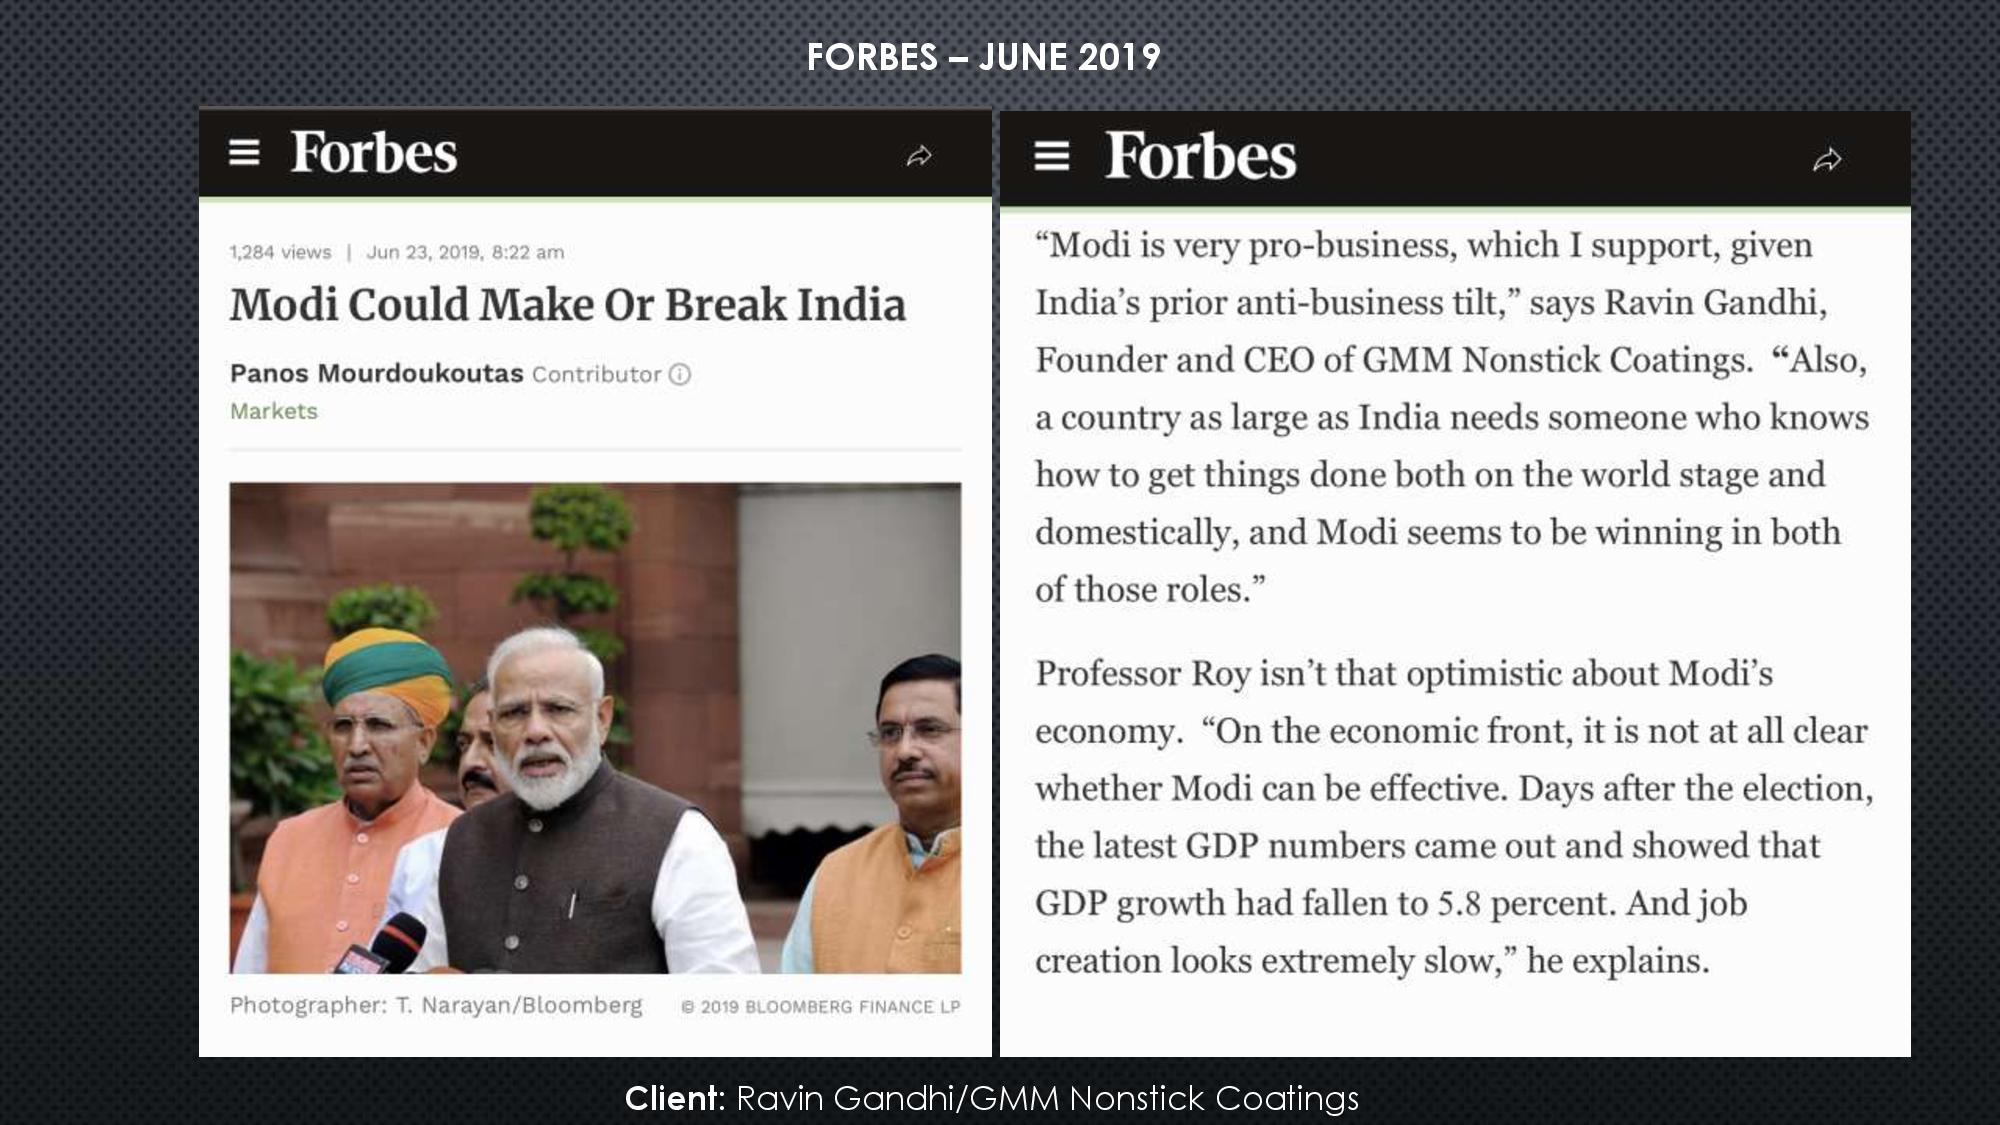 FORBES – JUNE 2019
Forbes
1,284 views | Jun 23, 2019, 8:22 am
Modi Could Make Or Break India
Panos Mourdoukoutas Contributor
Markets
Photographer: T. Narayan/Bloomberg © 2019 BLOOMBERG FINANCE LP
Forbes
“Modi is very pro-business, which I support, given
India’s prior anti-business tilt,” says Ravin Gandhi,
Founder and CEO of GMM Nonstick Coatings. “Also,
a country as large as India needs someone who knows
how to get things done both on the world stage and
domestically, and Modi seems to be winning in both
of those roles.”
Professor Roy isn’t that optimistic about Modi’s
economy. “On the economic front, it is not at all clear
whether Modi can be effective. Days after the election,
the latest GDP numbers came out and showed that
GDP growth had fallen to 5.8 percent. And job
creation looks extremely slow,” he explains.
Client: Ravin Gandhi/GMM Nonstick Coatings